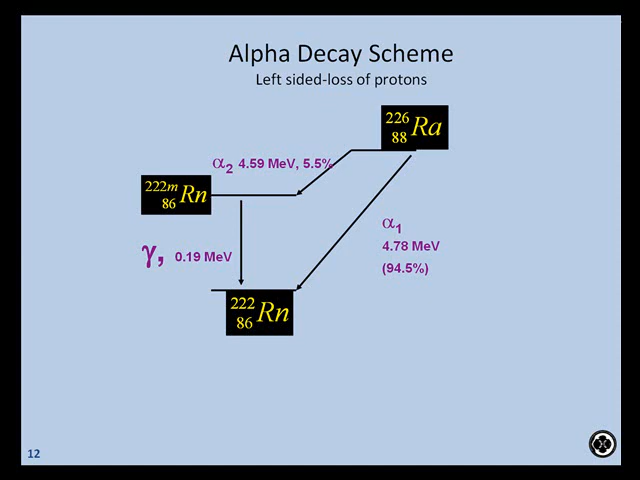 Alpha Decay Scheme
Left sided-loss of protons
226
88 Ra
α2 4.59 MeV, 5.5%
222m
86 Rn
α1
4.78 MeV
(94.5%)
γ, 0.19 MeV
222
86 Rn
12